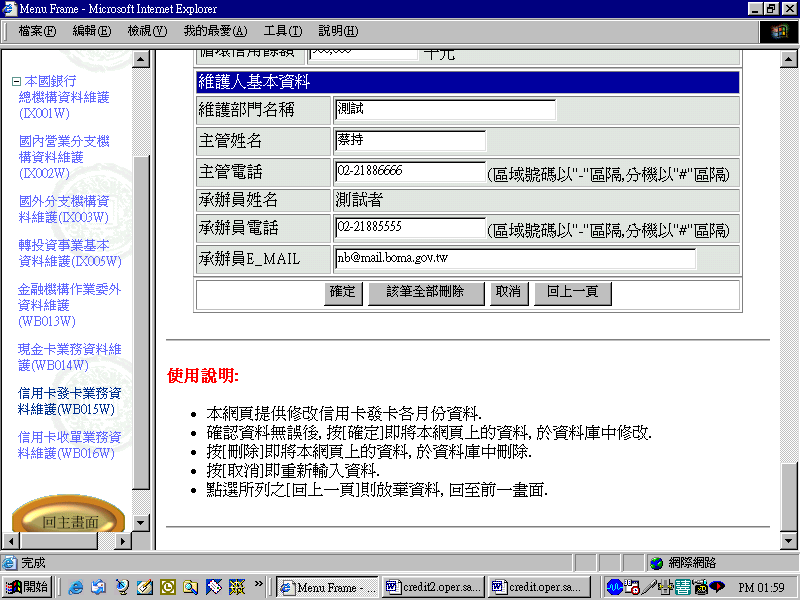 Menu Frame - Microsoft Internet Explorer
檔案(F) 編輯(E) 檢視(V) 我的最愛(A) 工具(T) 說明(H)
本國銀行
總機構資料維護
(IX001W)
國內營業分支機
構資料維護
(IX002W)
國外分支機構資
料維護(IX003W)
轉投資事業基本
資料維護(IX005W)
金融機構作業委外
資料維護
(WB013W)
現金卡業務資料維
護(WB014W)
信用卡發卡業務資
料維護(WB015W)
信用卡收單業務資
料維護(WB016W)
回主畫面
循環信用餘額 千元
維護人基本資料
維護部門名稱 測試
主管姓名 蔡持
主管電話 02-21886666 (區域號碼以"-"區隔,分機以"#"區隔)
承辦員姓名 測試者
承辦員電話 02-21885555 (區域號碼以"-"區隔,分機以"#"區隔)
承辦員E_MAIL nb@mail.boma.gov.tw
確定 該筆全部刪除 取消 回上一頁
使用說明:
本網頁提供修改信用卡發卡各月份資料.
確認資料無誤後, 按[確定]即將本網頁上的資料, 於資料庫中修改.
按[刪除]即將本網頁上的資料, 於資料庫中刪除.
按[取消]即重新輸入資料.
點選所列之[回上一頁]則放棄資料, 回至前一畫面.
完成 網際網路
開始 Menu Frame - ... credit2.oper.sa... credit.oper.sa... PM 01:59